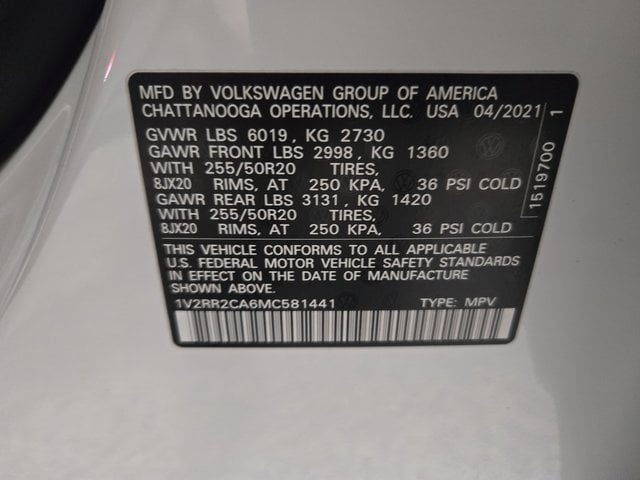 MFD BY VOLKSWAGEN GROUP OF AMERICA
CHATTANOOGA OPERATIONS, LLC. USA 04/2021
GVWR LBS 6019, KG 2730
GAWR FRONT LBS 2998, KG 1360
WITH 255/50R20 TIRES,
8JX20 RIMS, AT 250 KPA, 36 PSI COLD
GAWR REAR LBS 3131, KG 1420
WITH 255/50R20 TIRES,
8JX20 RIMS, AT 250 KPA, 36 PSI COLD
THIS VEHICLE CONFORMS TO ALL APPLICABLE
U.S. FEDERAL MOTOR VEHICLE SAFETY STANDARDS
IN EFFECT ON THE DATE OF MANUFACTURE
SHOWN ABOVE.
1V2RR2CA6MC581441 TYPE: MPV
1519700 1